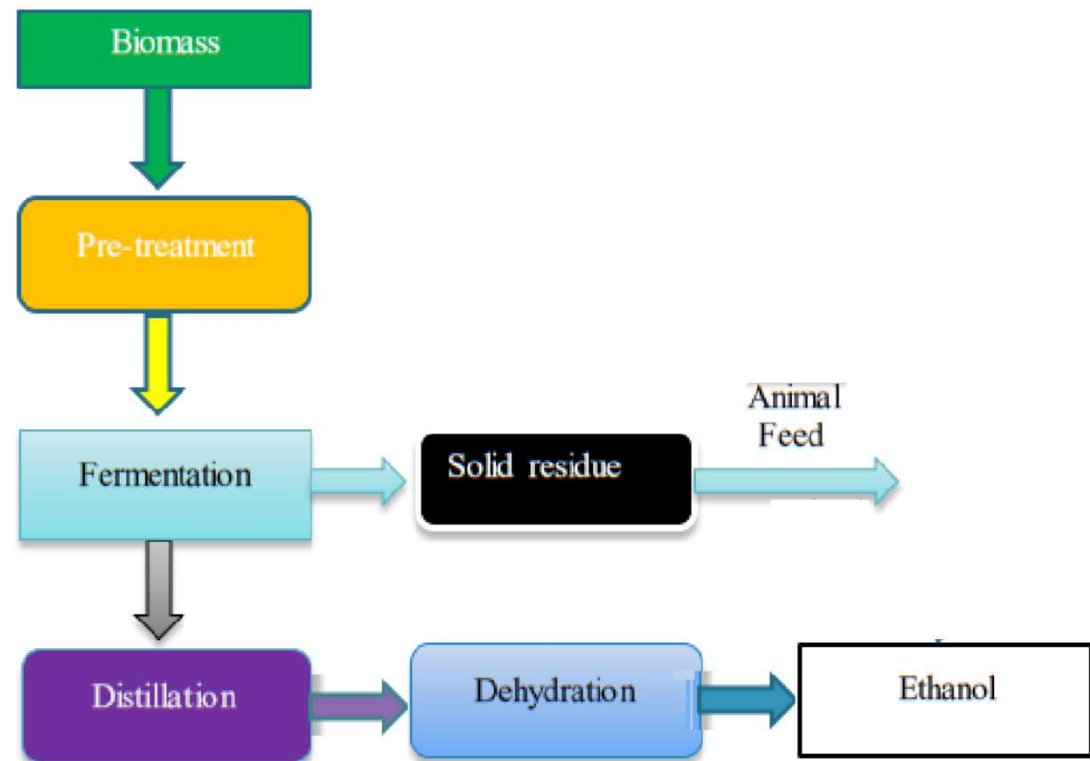 Biomass
Pre-treatment
Animal
Feed
Fermentation
Solid residue
Distillation
Dehydration
Ethanol